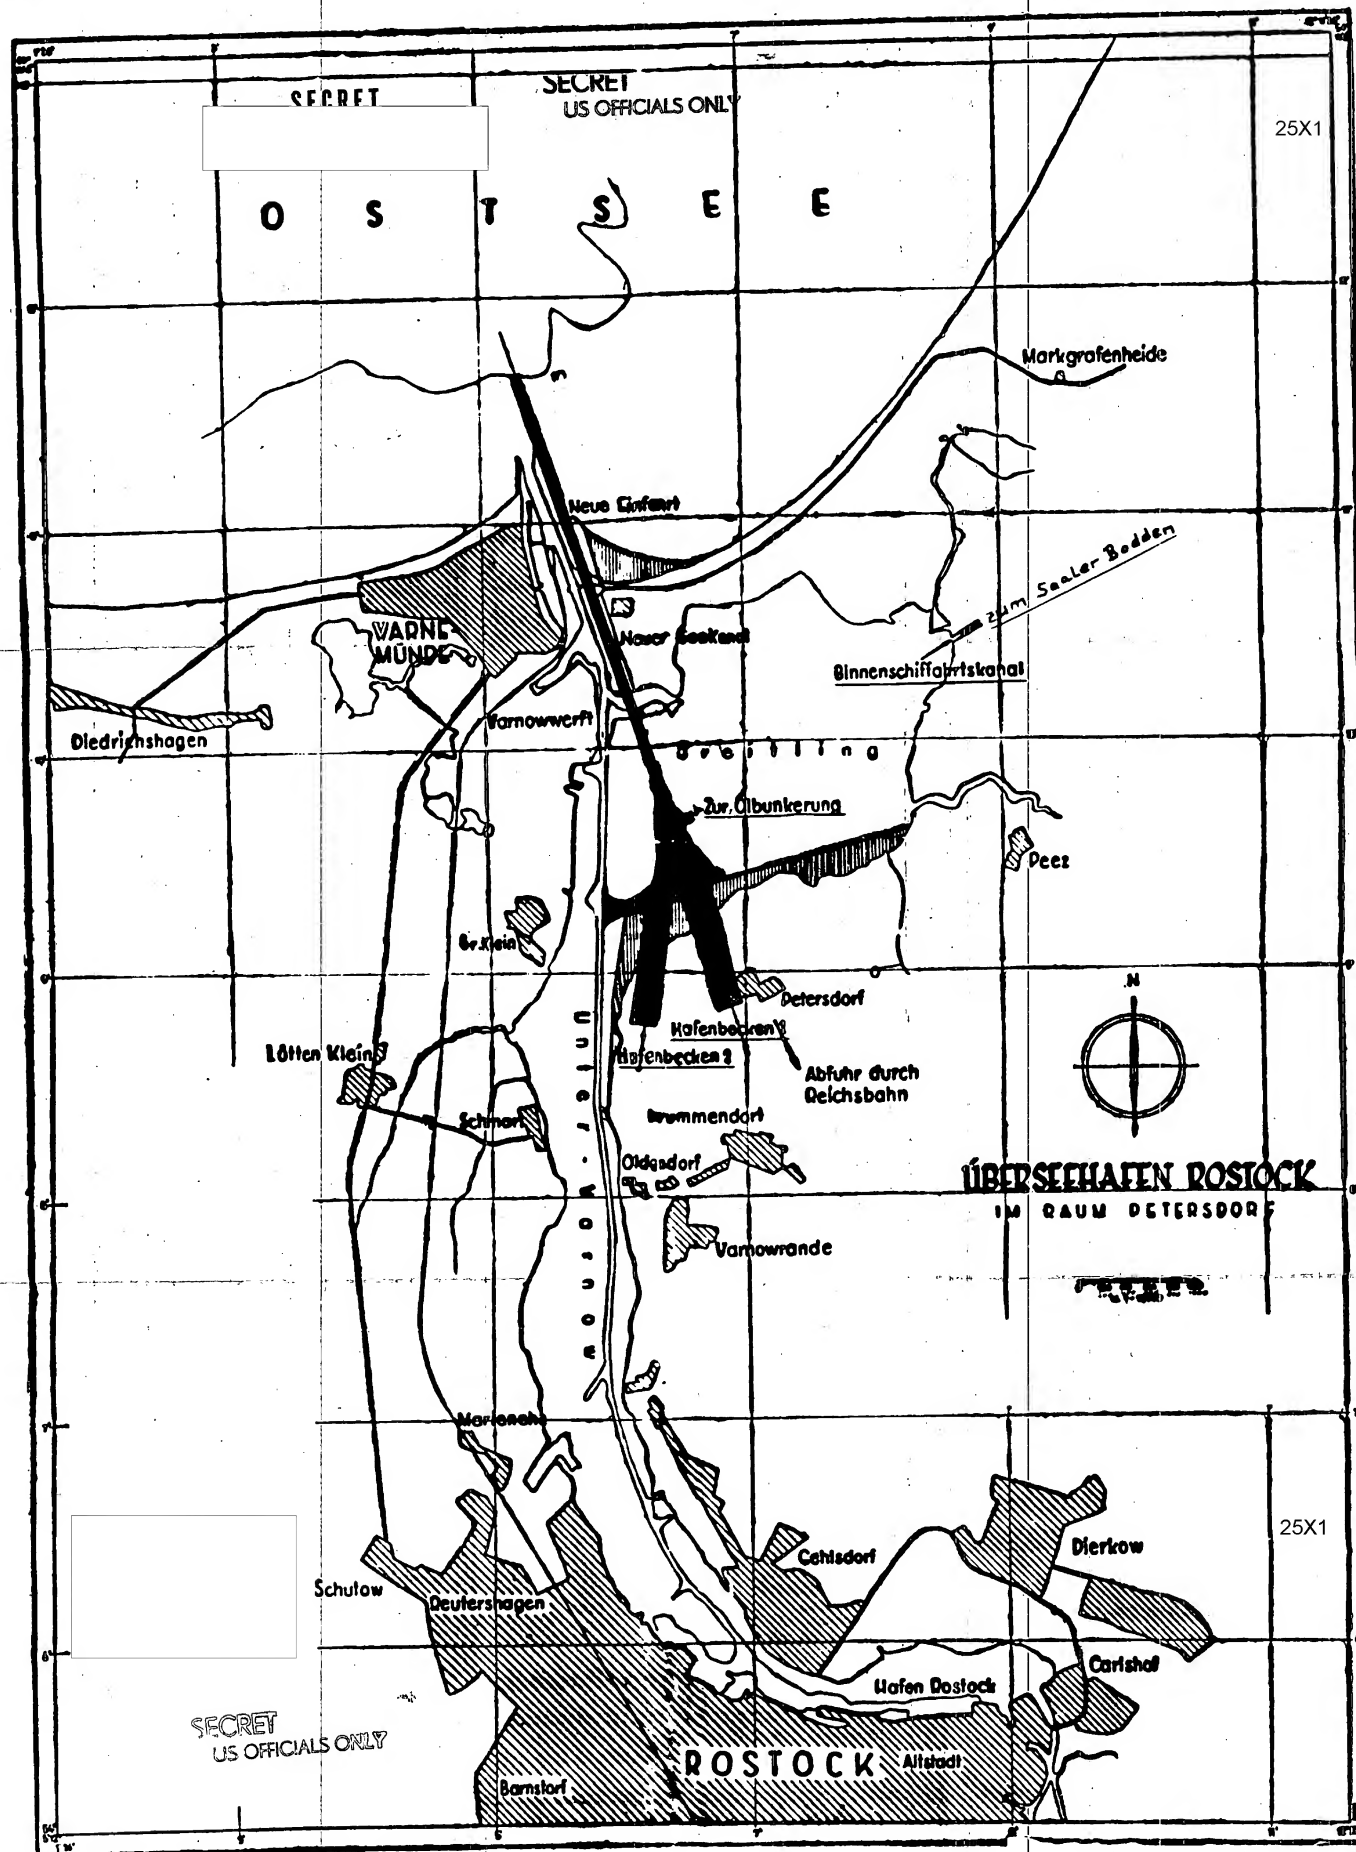 SECRET
SECRET
US OFFICIALS ONLY
25X1
O S T S E E
Markgrafenheide
Neue Einfahrt
zum Saaler Bodden
WARNE-
MÜNDE
Neuer Seekanal
Binnenschiffahrtskanal
Warnowwerft
Diedrichshagen
Breitling
Zur Ölbunkerung
Peez
Gr. Klein
Petersdorf
N
Hafenbecken 1
Hafenbecken 2
Lütten Klein
Abfuhr durch
Reichsbahn
Schmarl
Krummendorf
Oldendorf
ÜBERSEEHAFEN ROSTOCK
IM RAUM PETERSDORF
Unter-Warnow
Warnowrande
Marienehe
25X1
Dierkow
Gehlsdorf
Schutow
Reutershagen
Carlshof
Hafen Rostock
SECRET
US OFFICIALS ONLY
ROSTOCK
Altstadt
Barnstorf